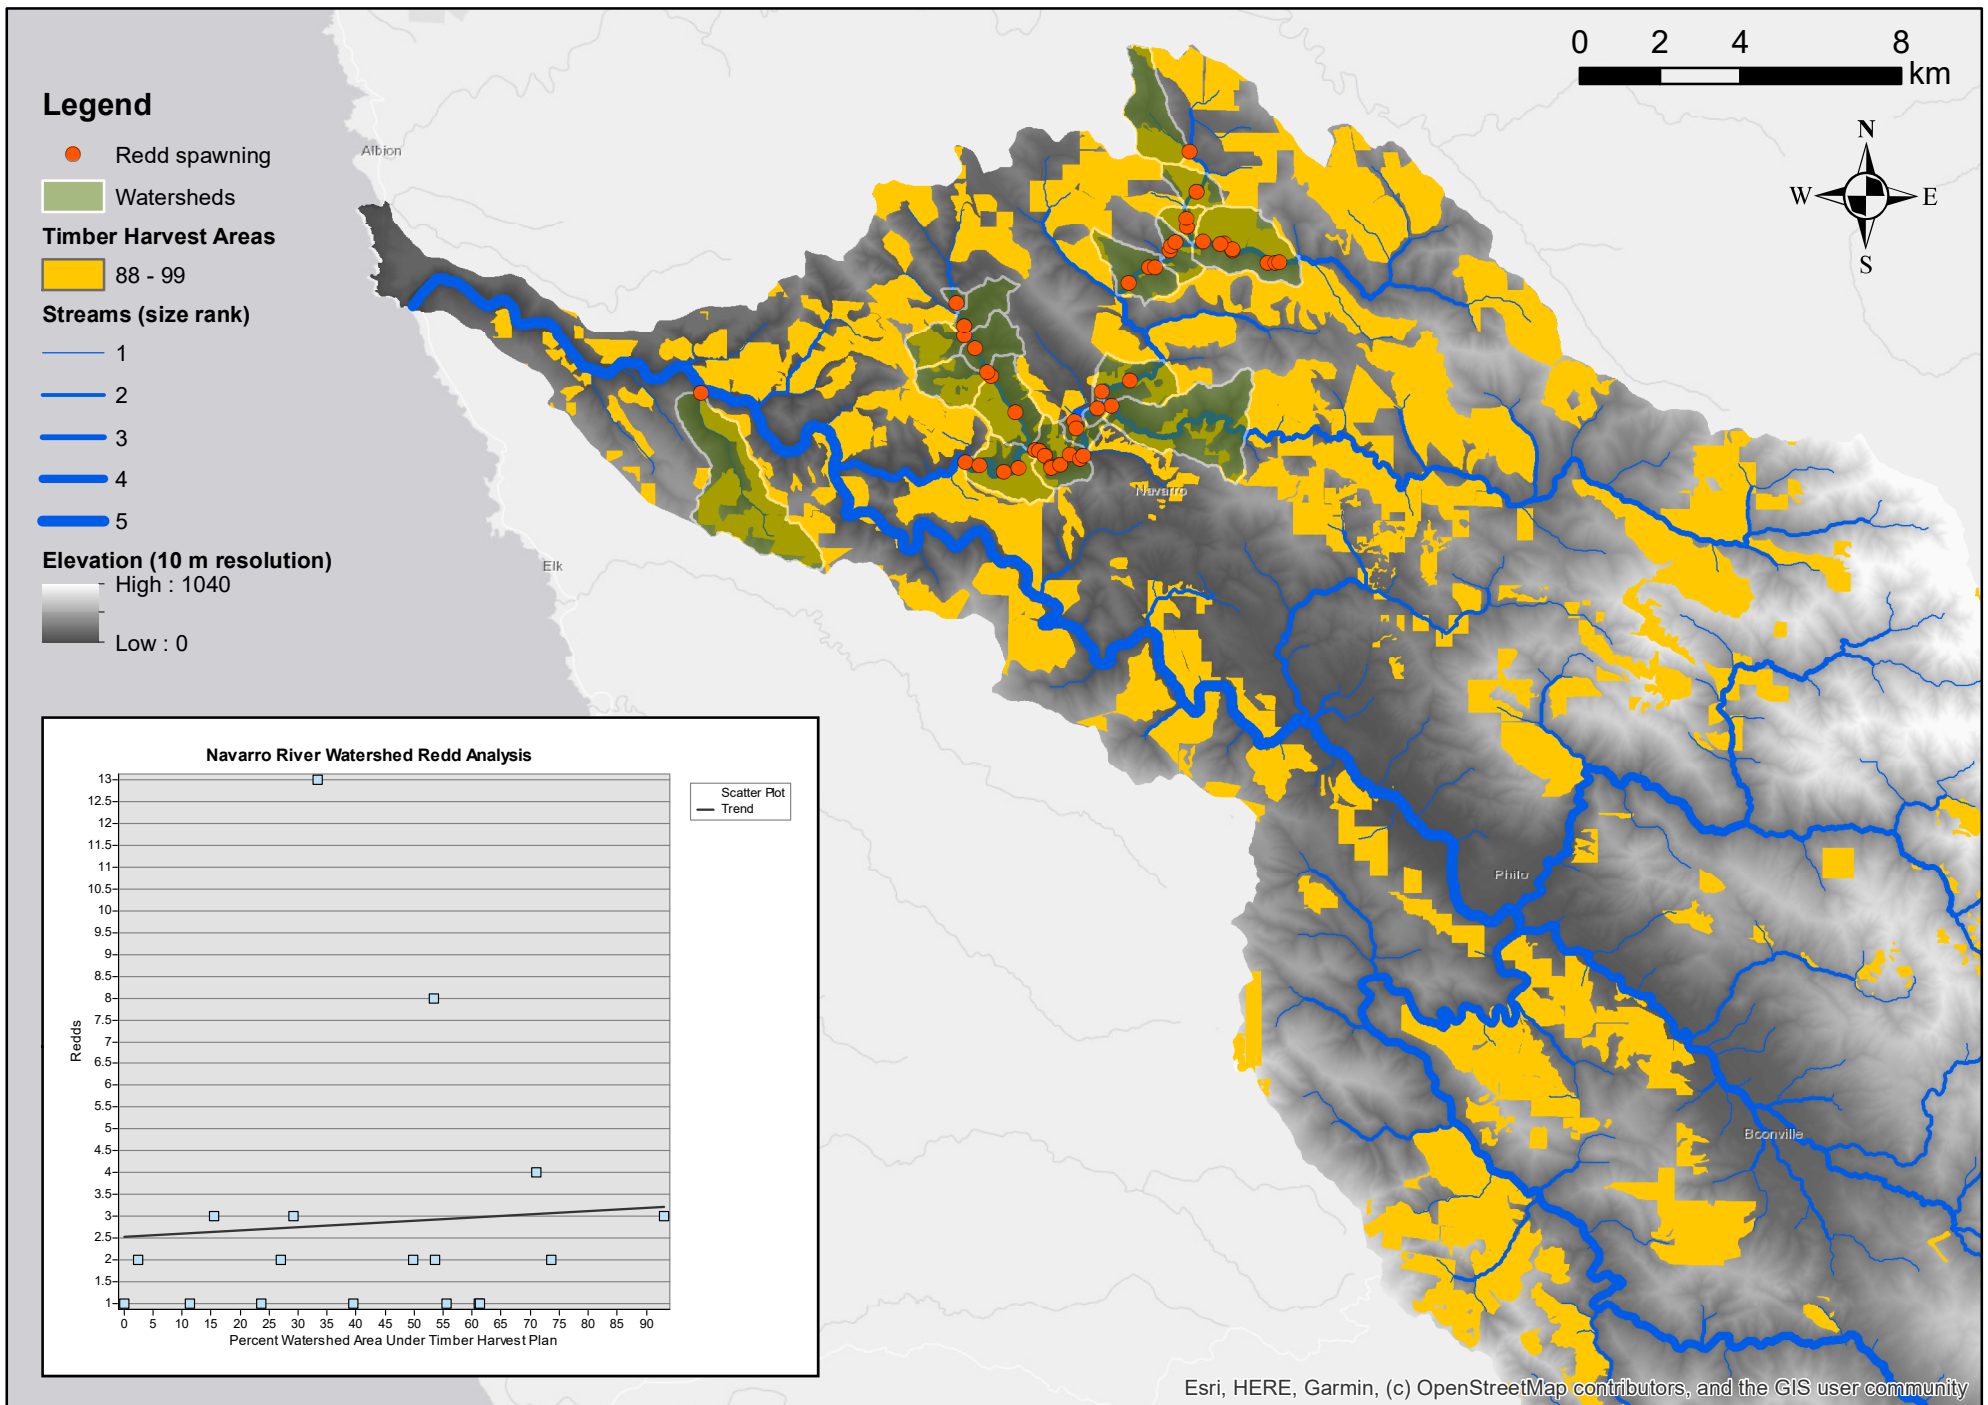 0 2 4 8
km
N
W E
S
Legend
Redd spawning
Watersheds
Timber Harvest Areas
88 - 99
Streams (size rank)
1
2
3
4
5
Elevation (10 m resolution)
High : 1040
Low : 0
Albion
Elk
Navarro
Philo
Boonville
Navarro River Watershed Redd Analysis
Scatter Plot
Trend
Redds
13
12.5
12
11.5
11
10.5
10
9.5
9
8.5
8
7.5
7
6.5
6
5.5
5
4.5
4
3.5
3
2.5
2
1.5
1
0 5 10 15 20 25 30 35 40 45 50 55 60 65 70 75 80 85 90
Percent Watershed Area Under Timber Harvest Plan
Esri, HERE, Garmin, (c) OpenStreetMap contributors, and the GIS user community